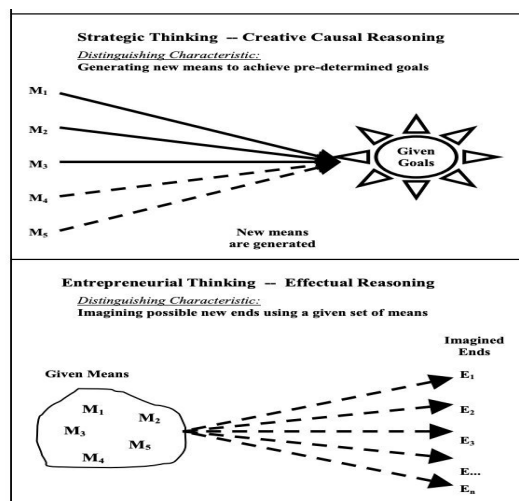 Strategic Thinking -- Creative Causal Reasoning
Distinguishing Characteristic:
Generating new means to achieve pre-determined goals
M₁
M₂
M₃
M₄
M₅
Given
Goals
New means
are generated
Entrepreneurial Thinking -- Effectual Reasoning
Distinguishing Characteristic:
Imagining possible new ends using a given set of means
Imagined
Ends
Given Means
M₁
M₂
M₃
M₅
M₄
E₁
E₂
E₃
E...
Eₙ